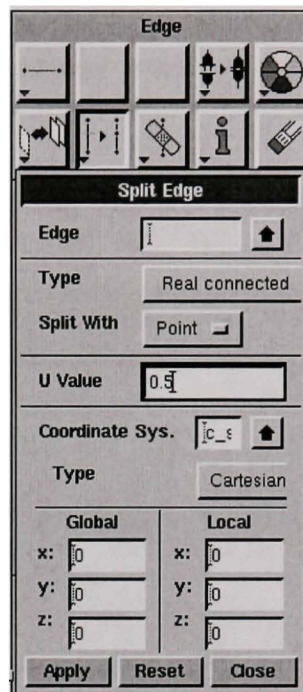 Edge
Split Edge
Edge
Type Real connected
Split With Point
U Value 0.5
Coordinate Sys. c_s
Type Cartesian
Global Local
x: 0 x: 0
y: 0 y: 0
z: 0 z: 0
Apply Reset Close